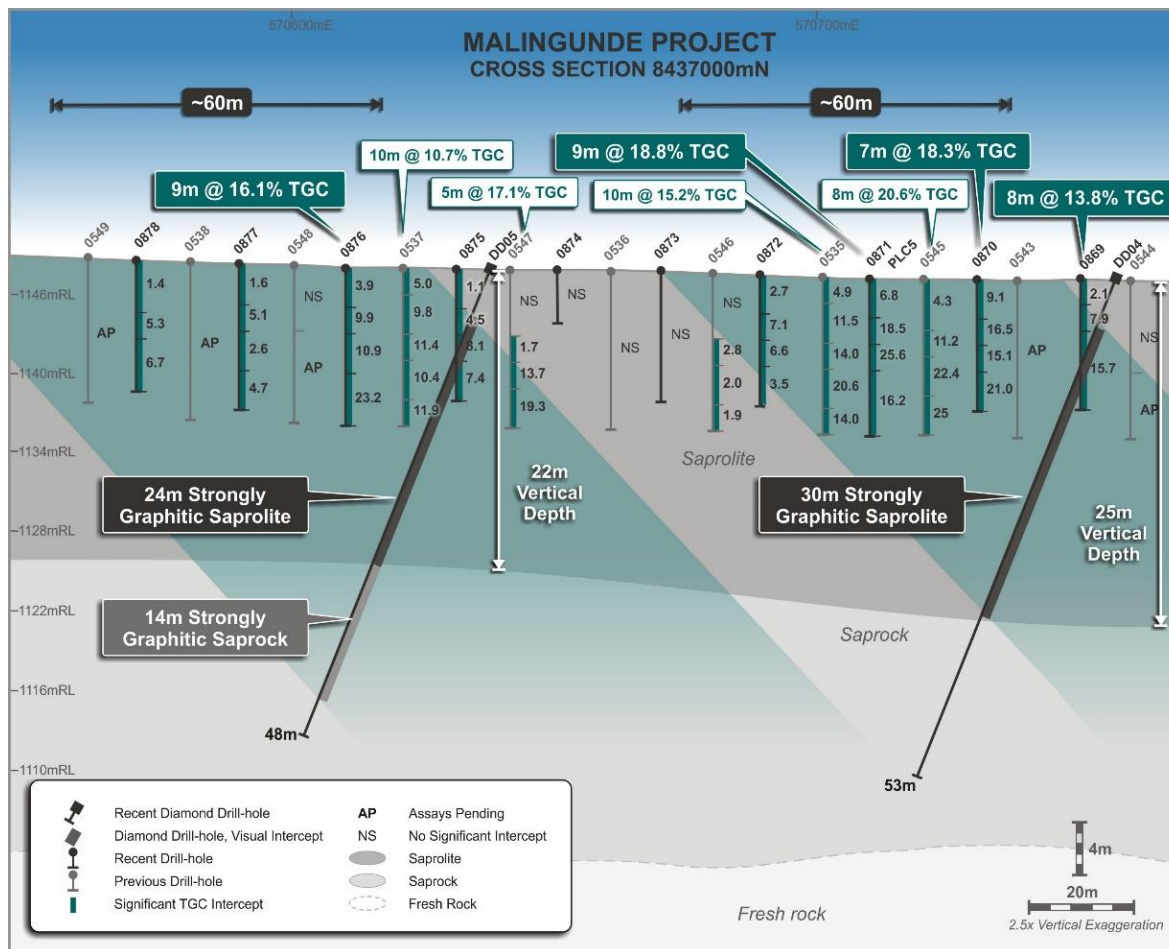 570600mE
570700mE
MALINGUNDE PROJECT
CROSS SECTION 8437000mN
~60m
~60m
10m @ 10.7% TGC
9m @ 18.8% TGC
7m @ 18.3% TGC
9m @ 16.1% TGC
5m @ 17.1% TGC
10m @ 15.2% TGC
8m @ 20.6% TGC
8m @ 13.8% TGC
0549
0878
0538
0877
0548
0876
0537
0875
DD05
0547
0874
0536
0873
0546
0872
0535
0871
PLC5
0545
0870
0543
0869
DD04
0544
1146mRL
1140mRL
1134mRL
1128mRL
1122mRL
1116mRL
1110mRL
AP
1.4
5.3
6.7
AP
1.6
5.1
2.6
4.7
NS
AP
3.9
9.9
10.9
23.2
5.0
9.8
11.4
10.4
11.9
1.1
4.5
8.1
7.4
NS
1.7
13.7
19.3
NS
NS
NS
NS
2.8
2.0
1.9
2.7
7.1
6.6
3.5
4.9
11.5
14.0
20.6
14.0
6.8
18.5
25.6
16.2
4.3
11.2
22.4
25
9.1
16.5
15.1
21.0
AP
2.1
7.9
15.7
NS
AP
Saprolite
24m Strongly
Graphitic Saprolite
22m
Vertical
Depth
30m Strongly
Graphitic Saprolite
25m
Vertical
Depth
14m Strongly
Graphitic Saprock
Saprock
48m
53m
Recent Diamond Drill-hole
Diamond Drill-hole, Visual Intercept
Recent Drill-hole
Previous Drill-hole
Significant TGC Intercept
AP Assays Pending
NS No Significant Intercept
Saprolite
Saprock
Fresh Rock
Fresh rock
4m
20m
2.5x Vertical Exaggeration